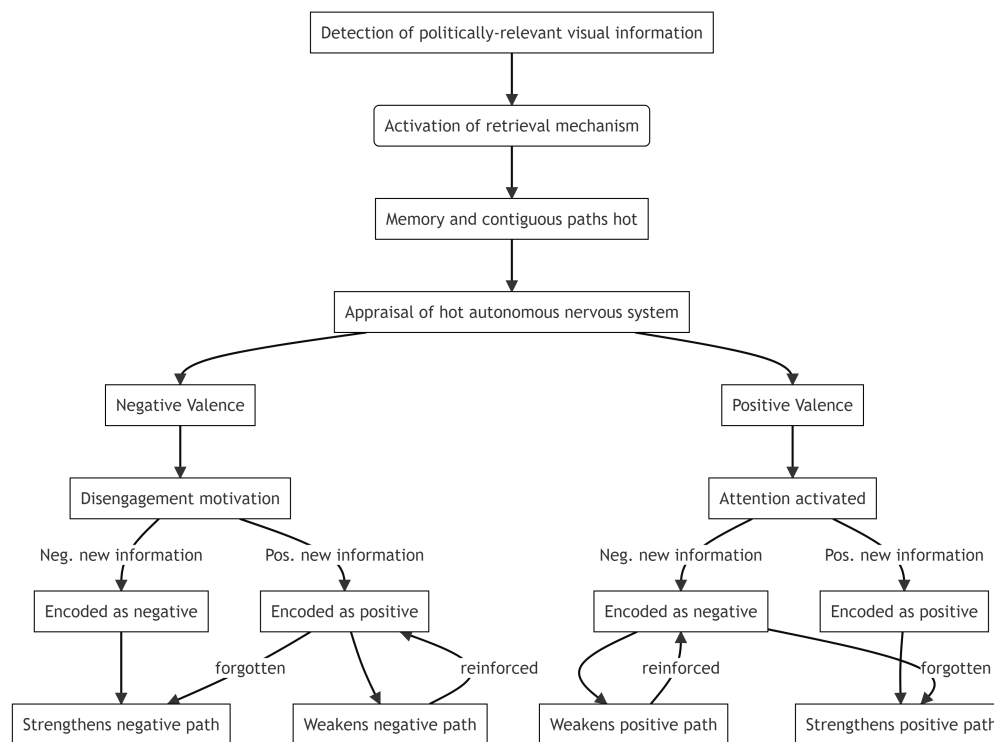 Detection of politically-relevant visual information
Activation of retrieval mechanism
Memory and contiguous paths hot
Appraisal of hot autonomous nervous system
Negative Valence
Positive Valence
Disengagement motivation
Attention activated
Neg. new information
Pos. new information
Neg. new information
Pos. new information
Encoded as negative
Encoded as positive
Encoded as negative
Encoded as positive
forgotten
reinforced
reinforced
forgotten
Strengthens negative path
Weakens negative path
Weakens positive path
Strengthens positive path